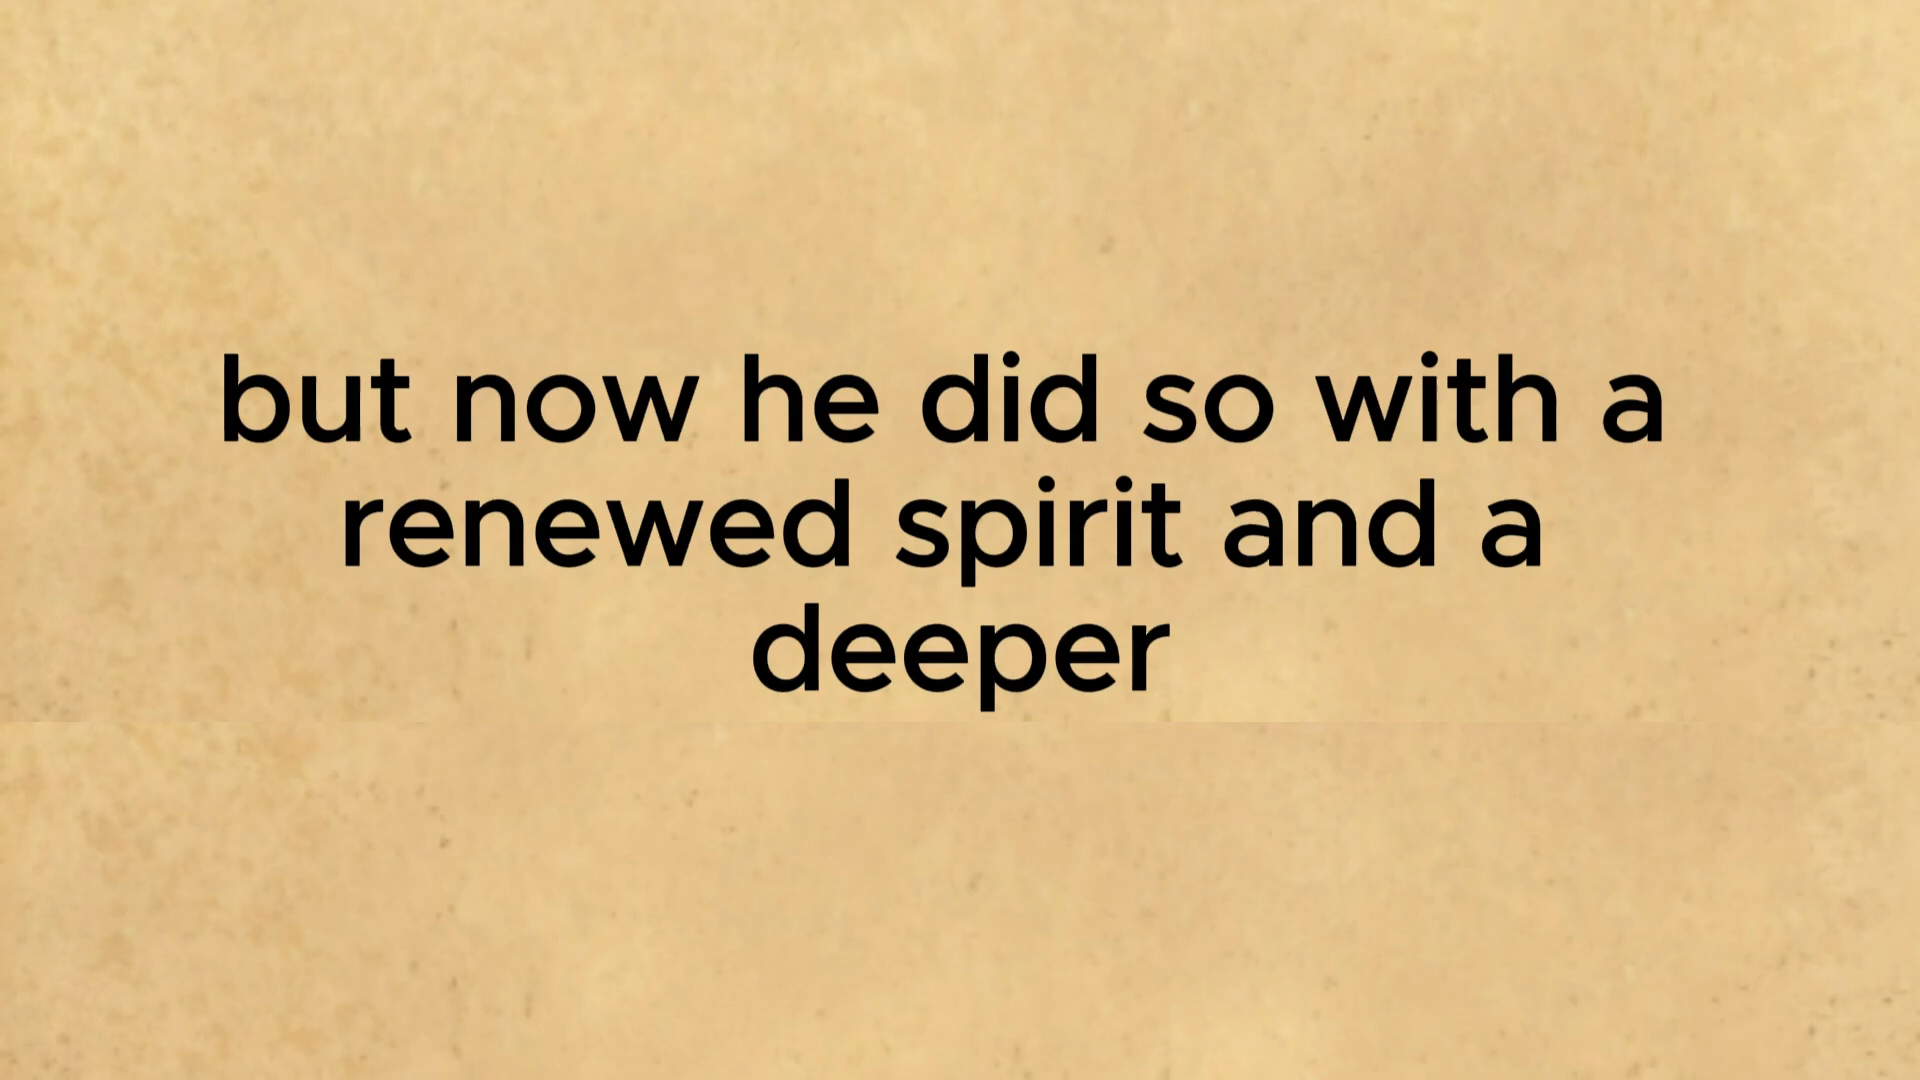 but now he did so with a
renewed spirit and a
deeper